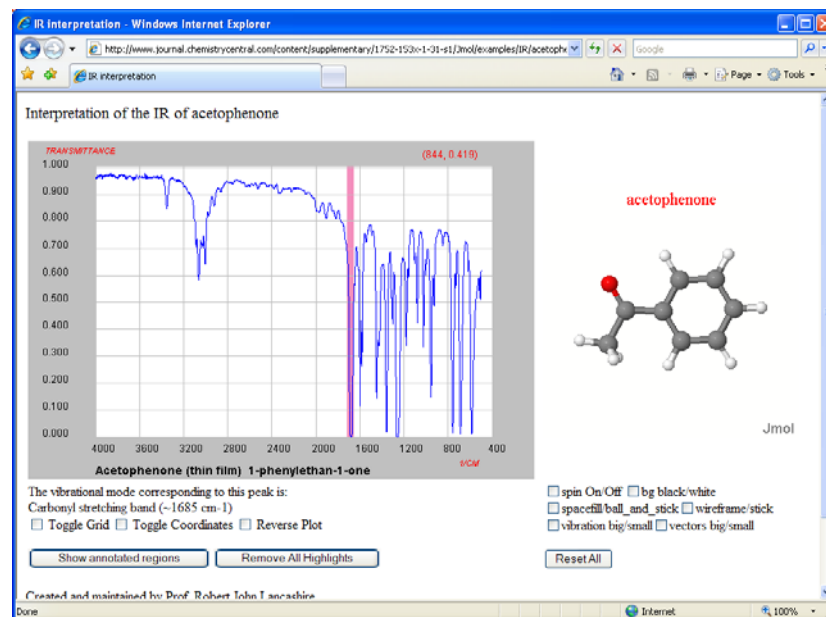 IR interpretation - Windows Internet Explorer
http://www.journal.chemistrycentral.com/content/supplementary/1752-153x-1-31-s1/Jmol/examples/IR/acetophe
Google
IR interpretation
Page
Tools
Interpretation of the IR of acetophenone
TRANSMITTANCE
(844, 0.419)
1.000
0.900
0.800
0.700
0.600
0.500
0.400
0.300
0.200
0.100
0.000
4000 3600 3200 2800 2400 2000 1600 1200 800 400
1/CM
Acetophenone (thin film) 1-phenylethan-1-one
acetophenone
Jmol
The vibrational mode corresponding to this peak is:
Carbonyl stretching band (~1685 cm-1)
Toggle Grid Toggle Coordinates Reverse Plot
Show annotated regions Remove All Highlights
spin On/Off bg black/white
spacefill/ball_and_stick wireframe/stick
vibration big/small vectors big/small
Reset All
Created and maintained by Prof. Robert John Lancashire
Done
Internet
100%